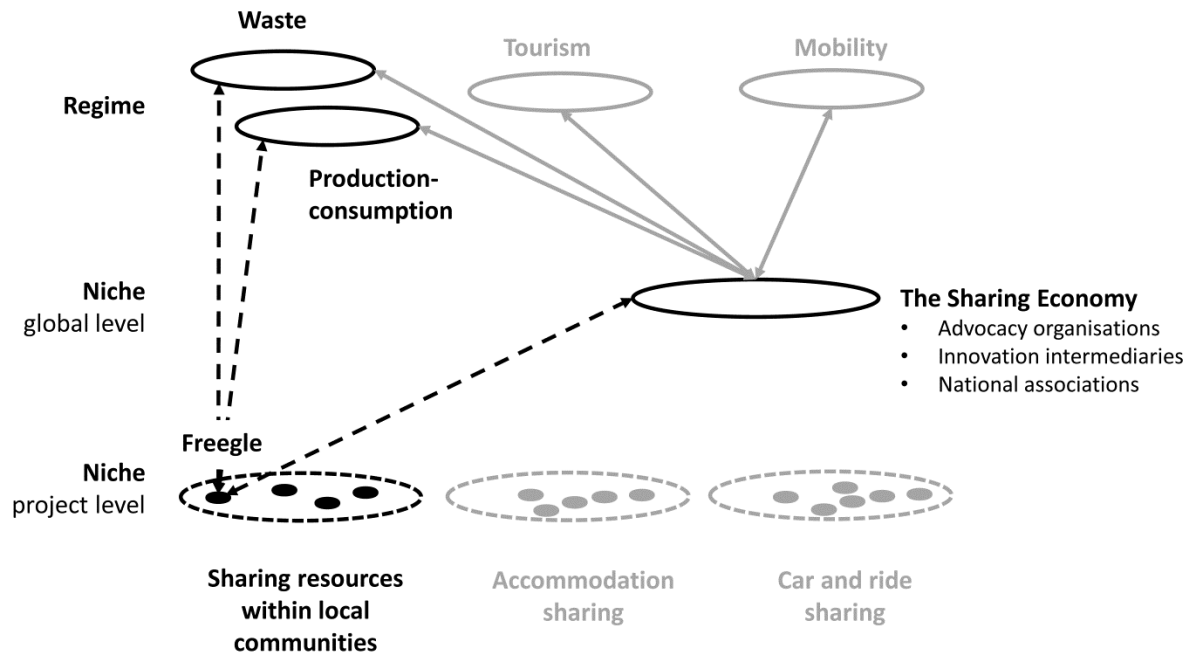 Waste
Tourism
Mobility
Regime
Production-
consumption
Niche
global level
The Sharing Economy
• Advocacy organisations
• Innovation intermediaries
• National associations
Freegle
Niche
project level
Sharing resources
within local
communities
Accommodation
sharing
Car and ride
sharing